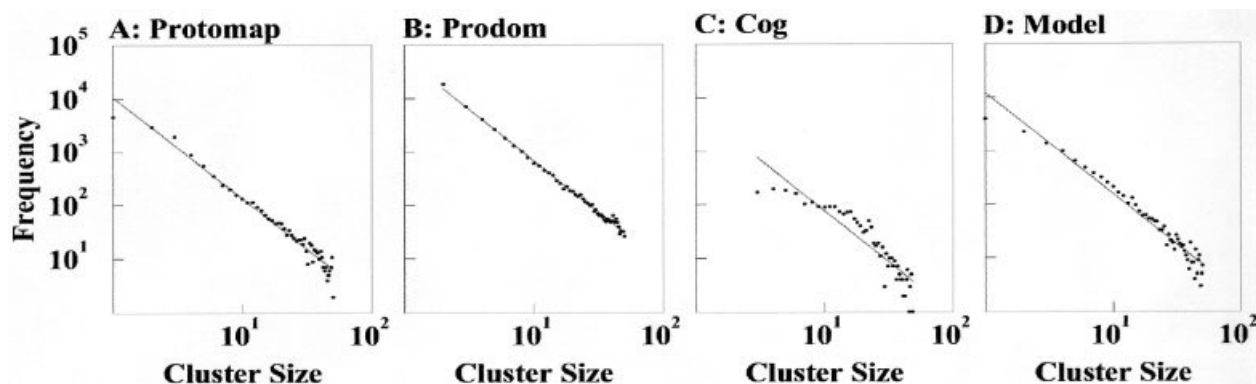 A: Protomap B: Prodom C: Cog D: Model
10^5
10^4
10^3
10^2
10^1
Frequency
10^1 10^2 10^1 10^2 10^1 10^2 10^1 10^2
Cluster Size Cluster Size Cluster Size Cluster Size